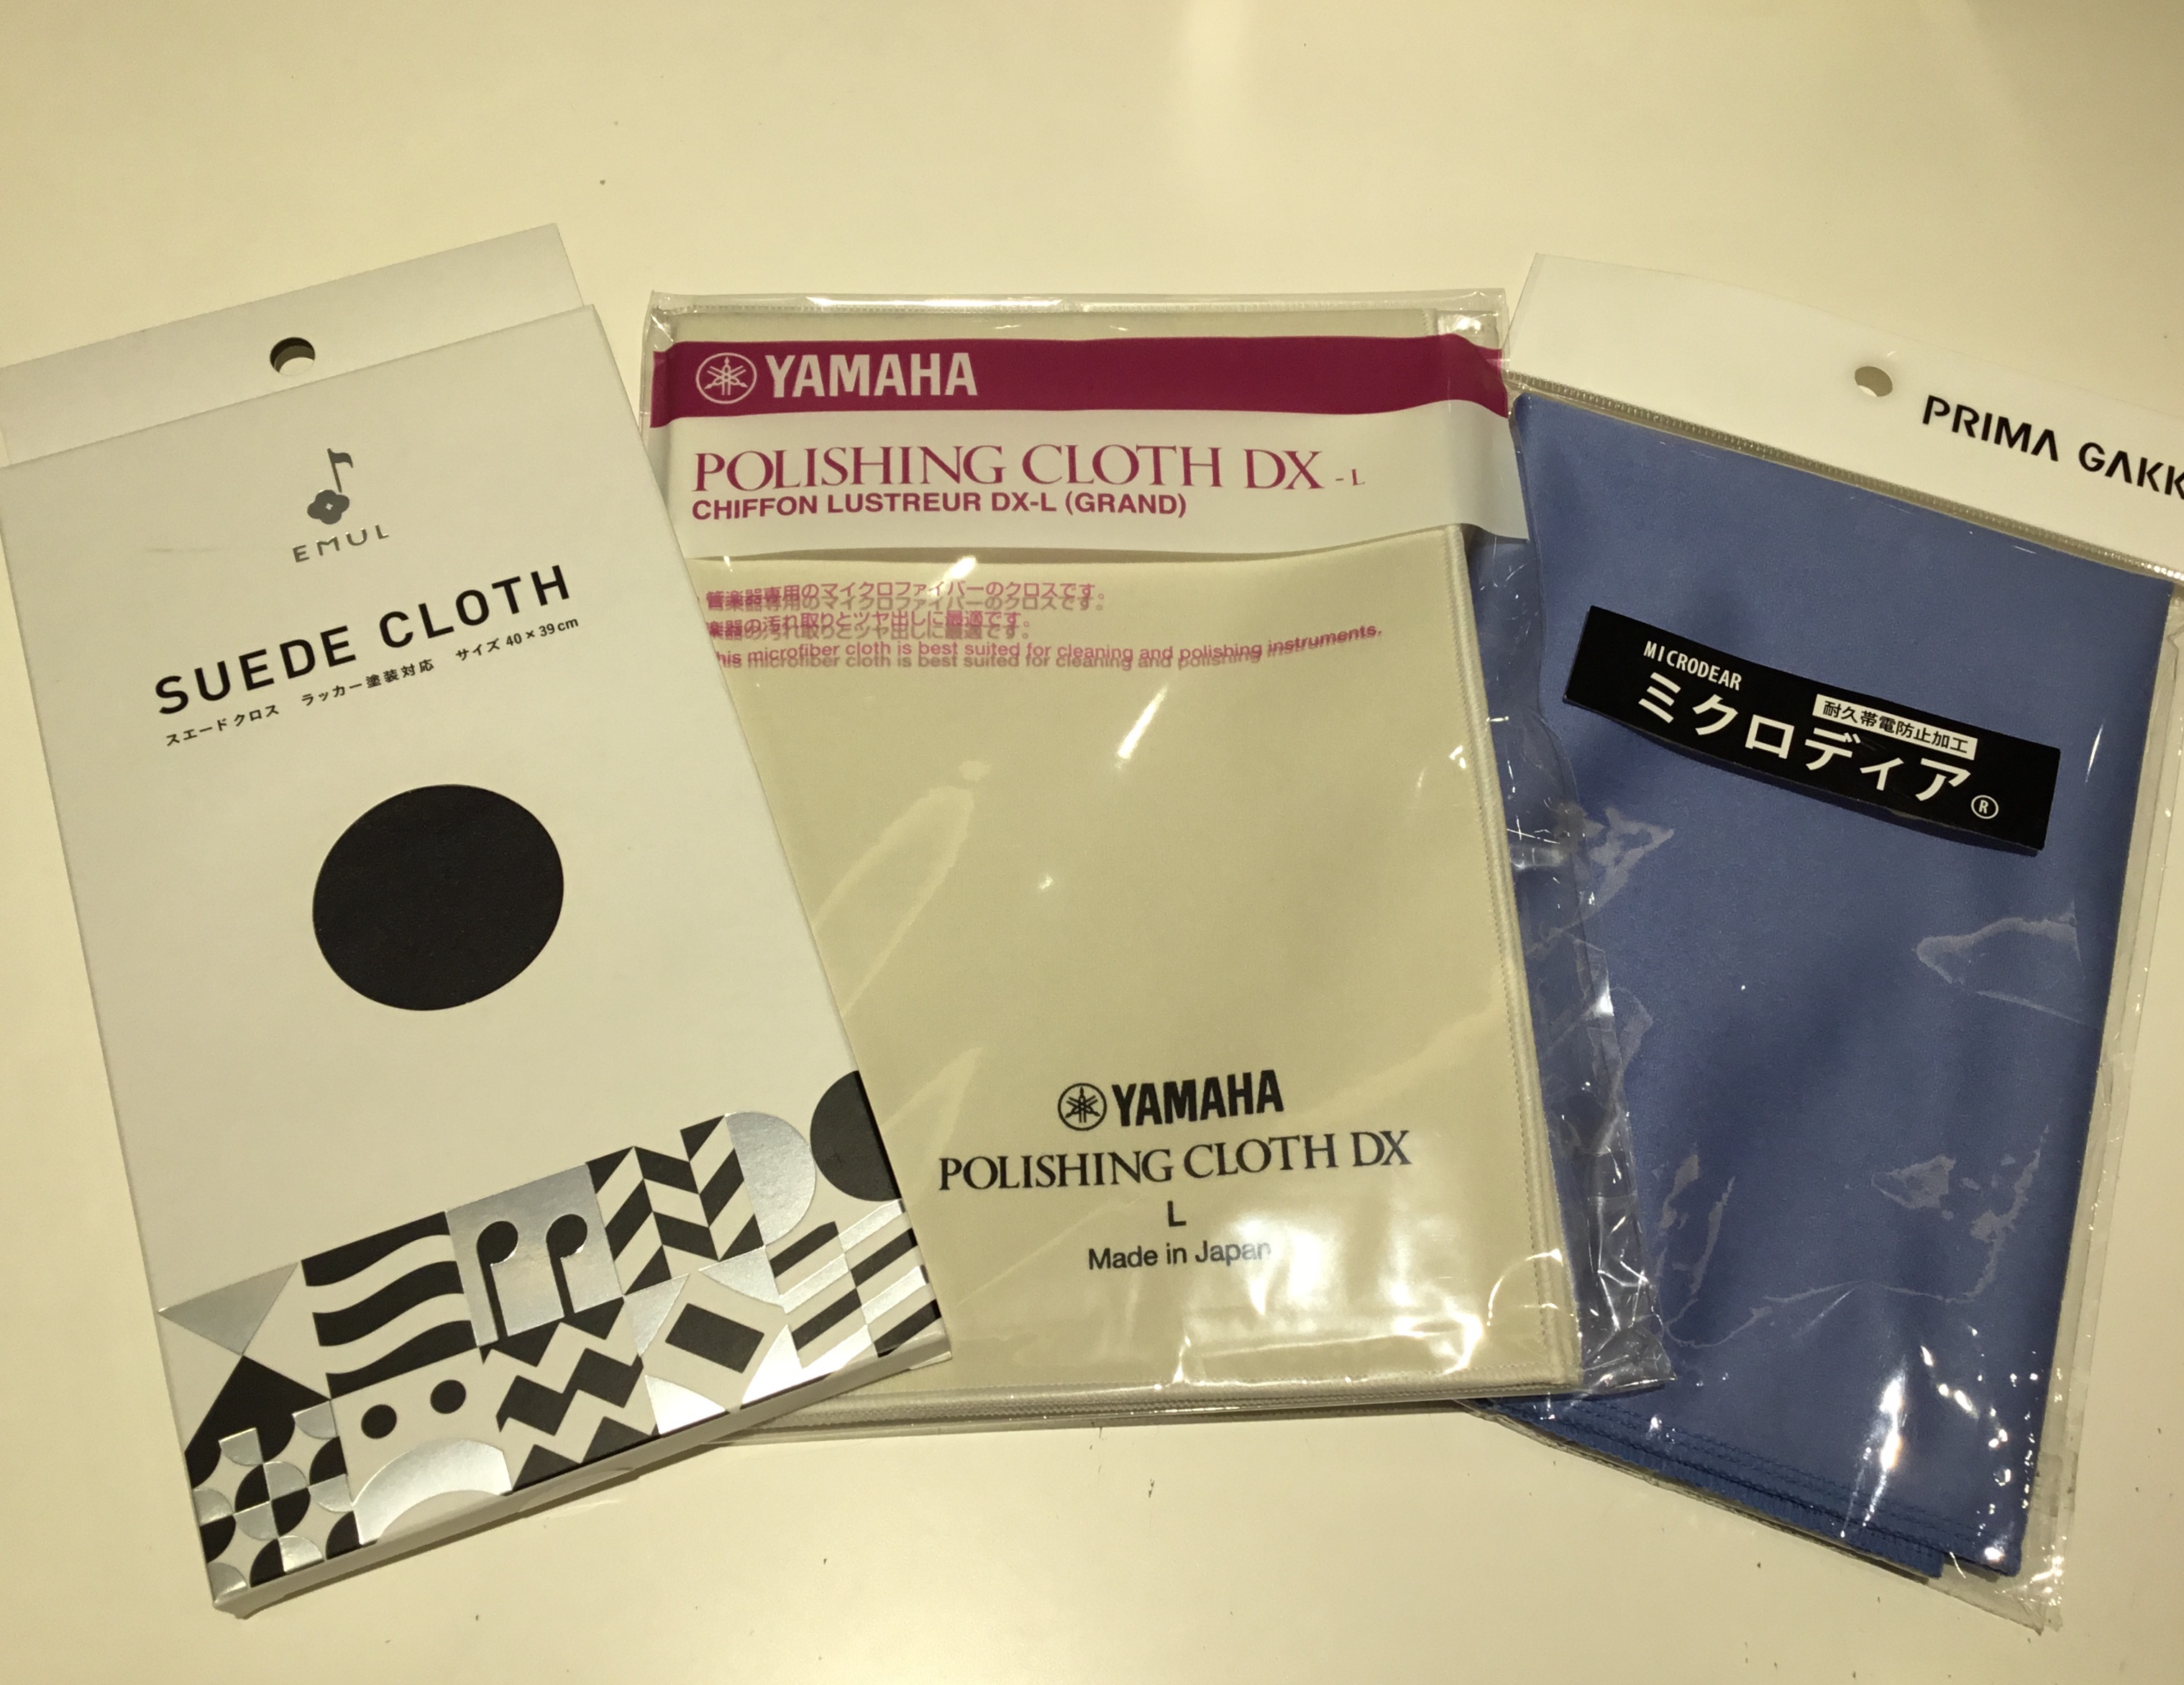 EMUL
SUEDE CLOTH
スエードクロス ラッカー塗装対応 サイズ 40×39cm
YAMAHA
POLISHING CLOTH DX -L
CHIFFON LUSTREUR DX-L (GRAND)
管楽器専用のマイクロファイバーのクロスです。
楽器の汚れ取りとツヤ出しに最適です。
his microfiber cloth is best suited for cleaning and polishing instruments.
YAMAHA
POLISHING CLOTH DX
L
Made in Japan
PRIMA GAKK
MICRODEAR
耐久帯電防止加工
ミクロディア®